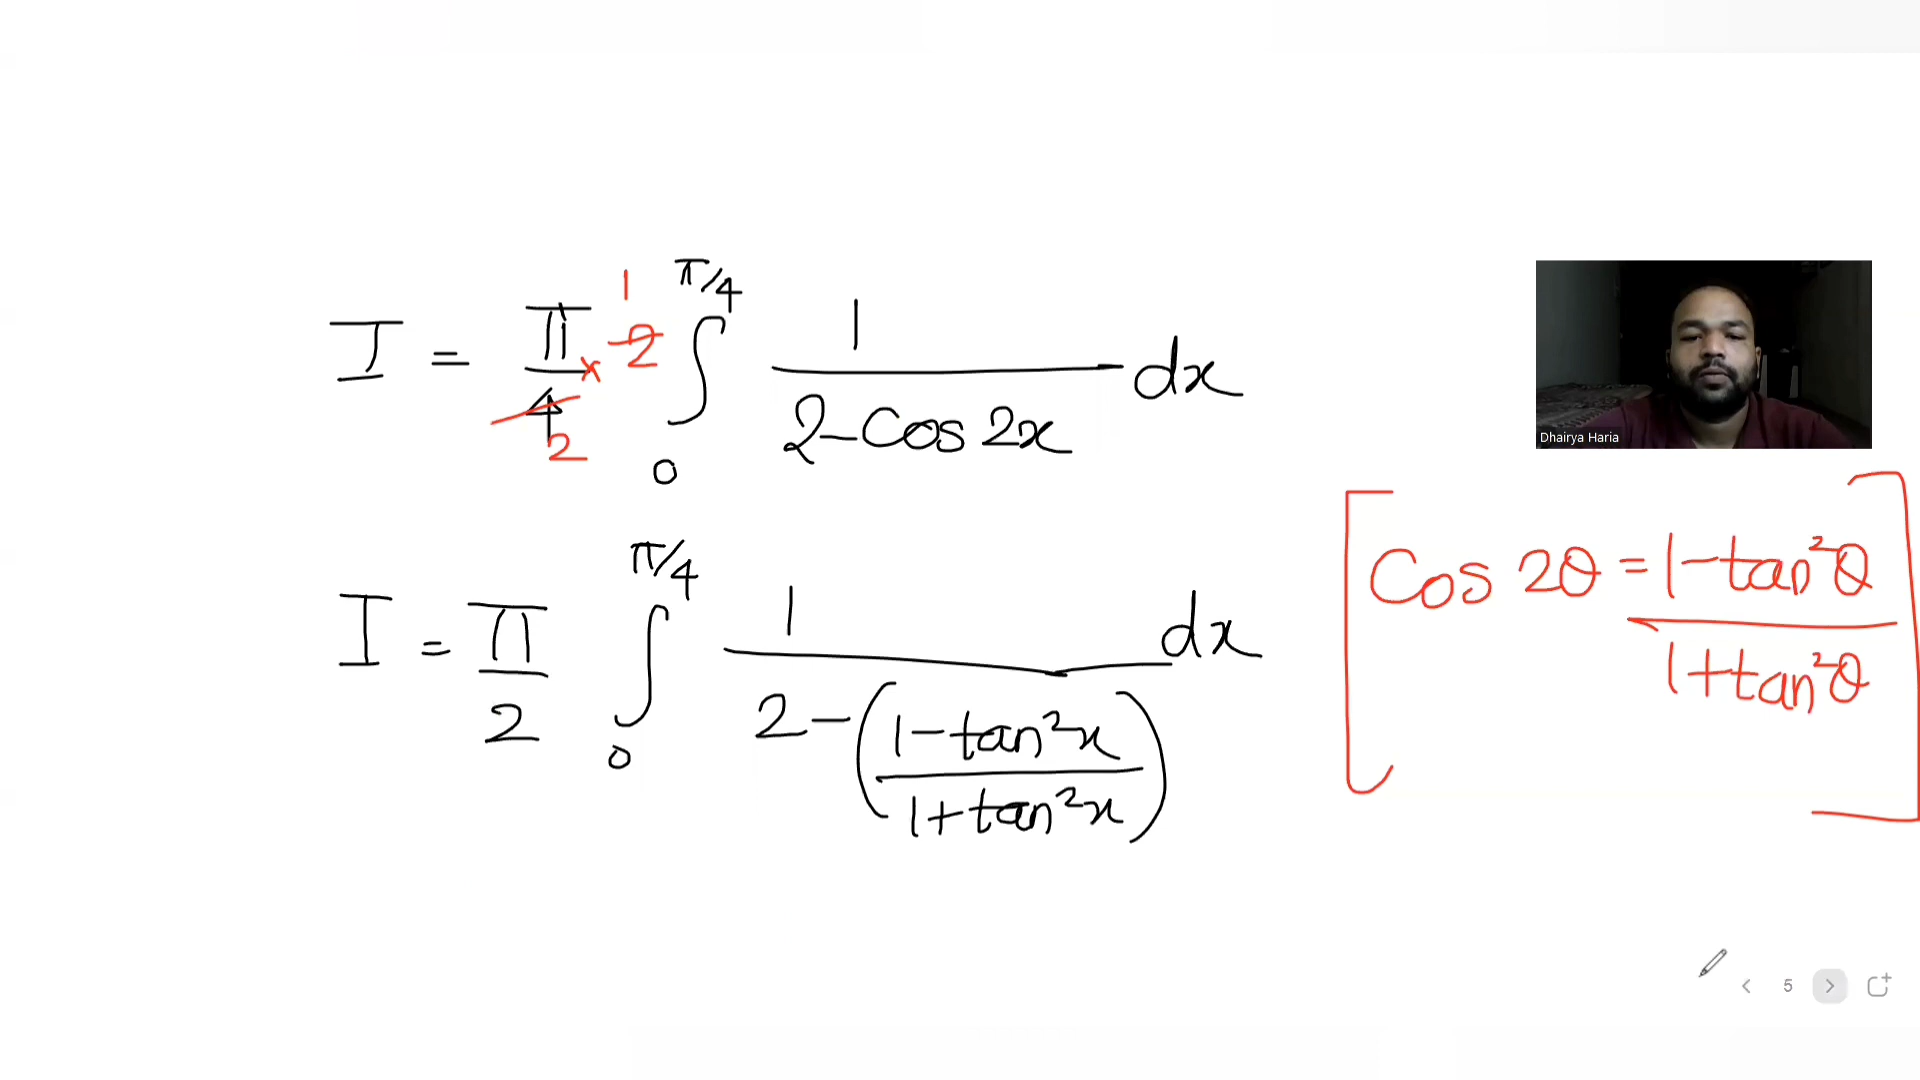 I = π/4 × 2 ∫₀^(π/4) 1/(2-Cos 2x) dx
1
2
Dhairya Haria
[Cos 2θ = (1-tan²θ)/(1+tan²θ)]
I = π/2 ∫₀^(π/4) 1/(2-((1-tan²x)/(1+tan²x))) dx
5